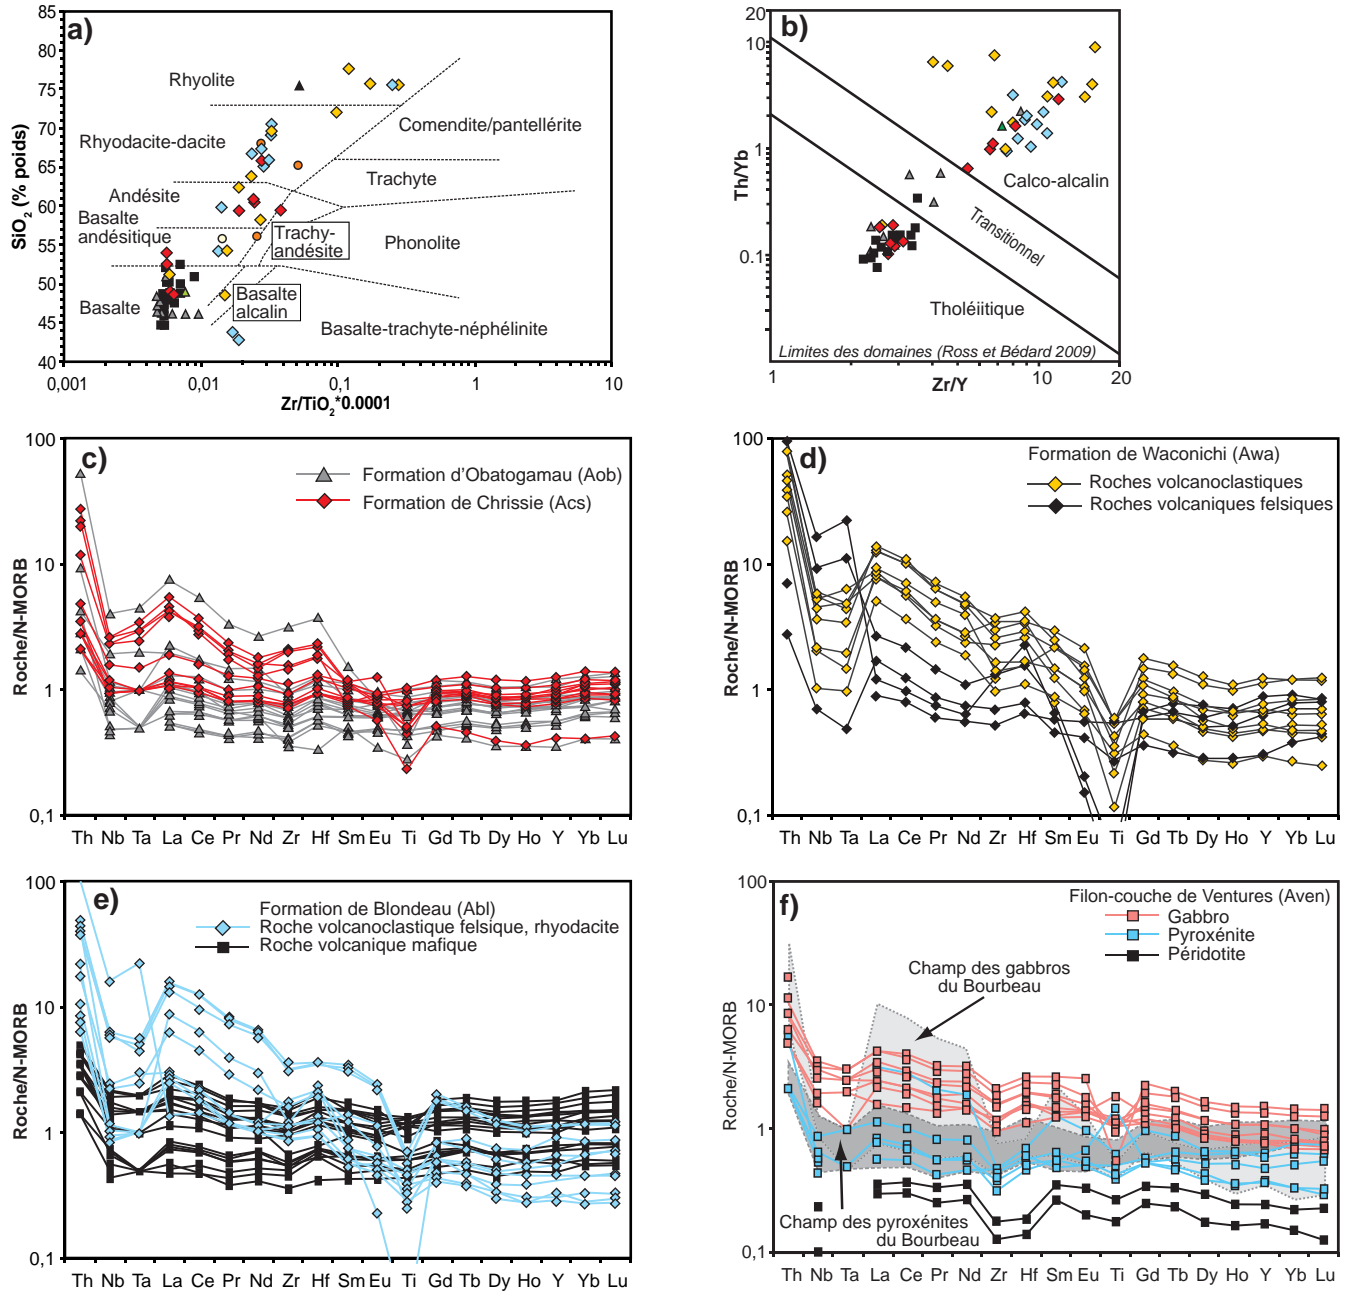 a)
SiO2 (% poids)
85
80
75
70
65
60
55
50
45
40
Rhyolite
Comendite/pantellérite
Rhyodacite-dacite
Trachyte
Andésite
Basalte
andésitique
Trachy-
andésite
Phonolite
Basalte
Basalte
alcalin
Basalte-trachyte-néphélinite
0,001
0,01
0,1
1
10
Zr/TiO2*0.0001
b)
Th/Yb
20
10
1
0.1
Calco-alcalin
Transitionnel
Tholéiitique
Limites des domaines (Ross et Bédard 2009)
1
10
20
Zr/Y
c)
Roche/N-MORB
100
10
1
0,1
Formation d'Obatogamau (Aob)
Formation de Chrissie (Acs)
Th Nb Ta La Ce Pr Nd Zr Hf Sm Eu Ti Gd Tb Dy Ho Y Yb Lu
d)
Roche/N-MORB
100
10
1
0,1
Formation de Waconichi (Awa)
Roches volcanoclastiques
Roches volcaniques felsiques
Th Nb Ta La Ce Pr Nd Zr Hf Sm Eu Ti Gd Tb Dy Ho Y Yb Lu
e)
Roche/N-MORB
100
10
1
0,1
Formation de Blondeau (Abl)
Roche volcanoclastique felsique, rhyodacite
Roche volcanique mafique
Th Nb Ta La Ce Pr Nd Zr Hf Sm Eu Ti Gd Tb Dy Ho Y Yb Lu
f)
Roche/N-MORB
100
10
1
0,1
Filon-couche de Ventures (Aven)
Gabbro
Pyroxénite
Péridotite
Champ des gabbros
du Bourbeau
Champ des pyroxénites
du Bourbeau
Th Nb Ta La Ce Pr Nd Zr Hf Sm Eu Ti Gd Tb Dy Ho Y Yb Lu